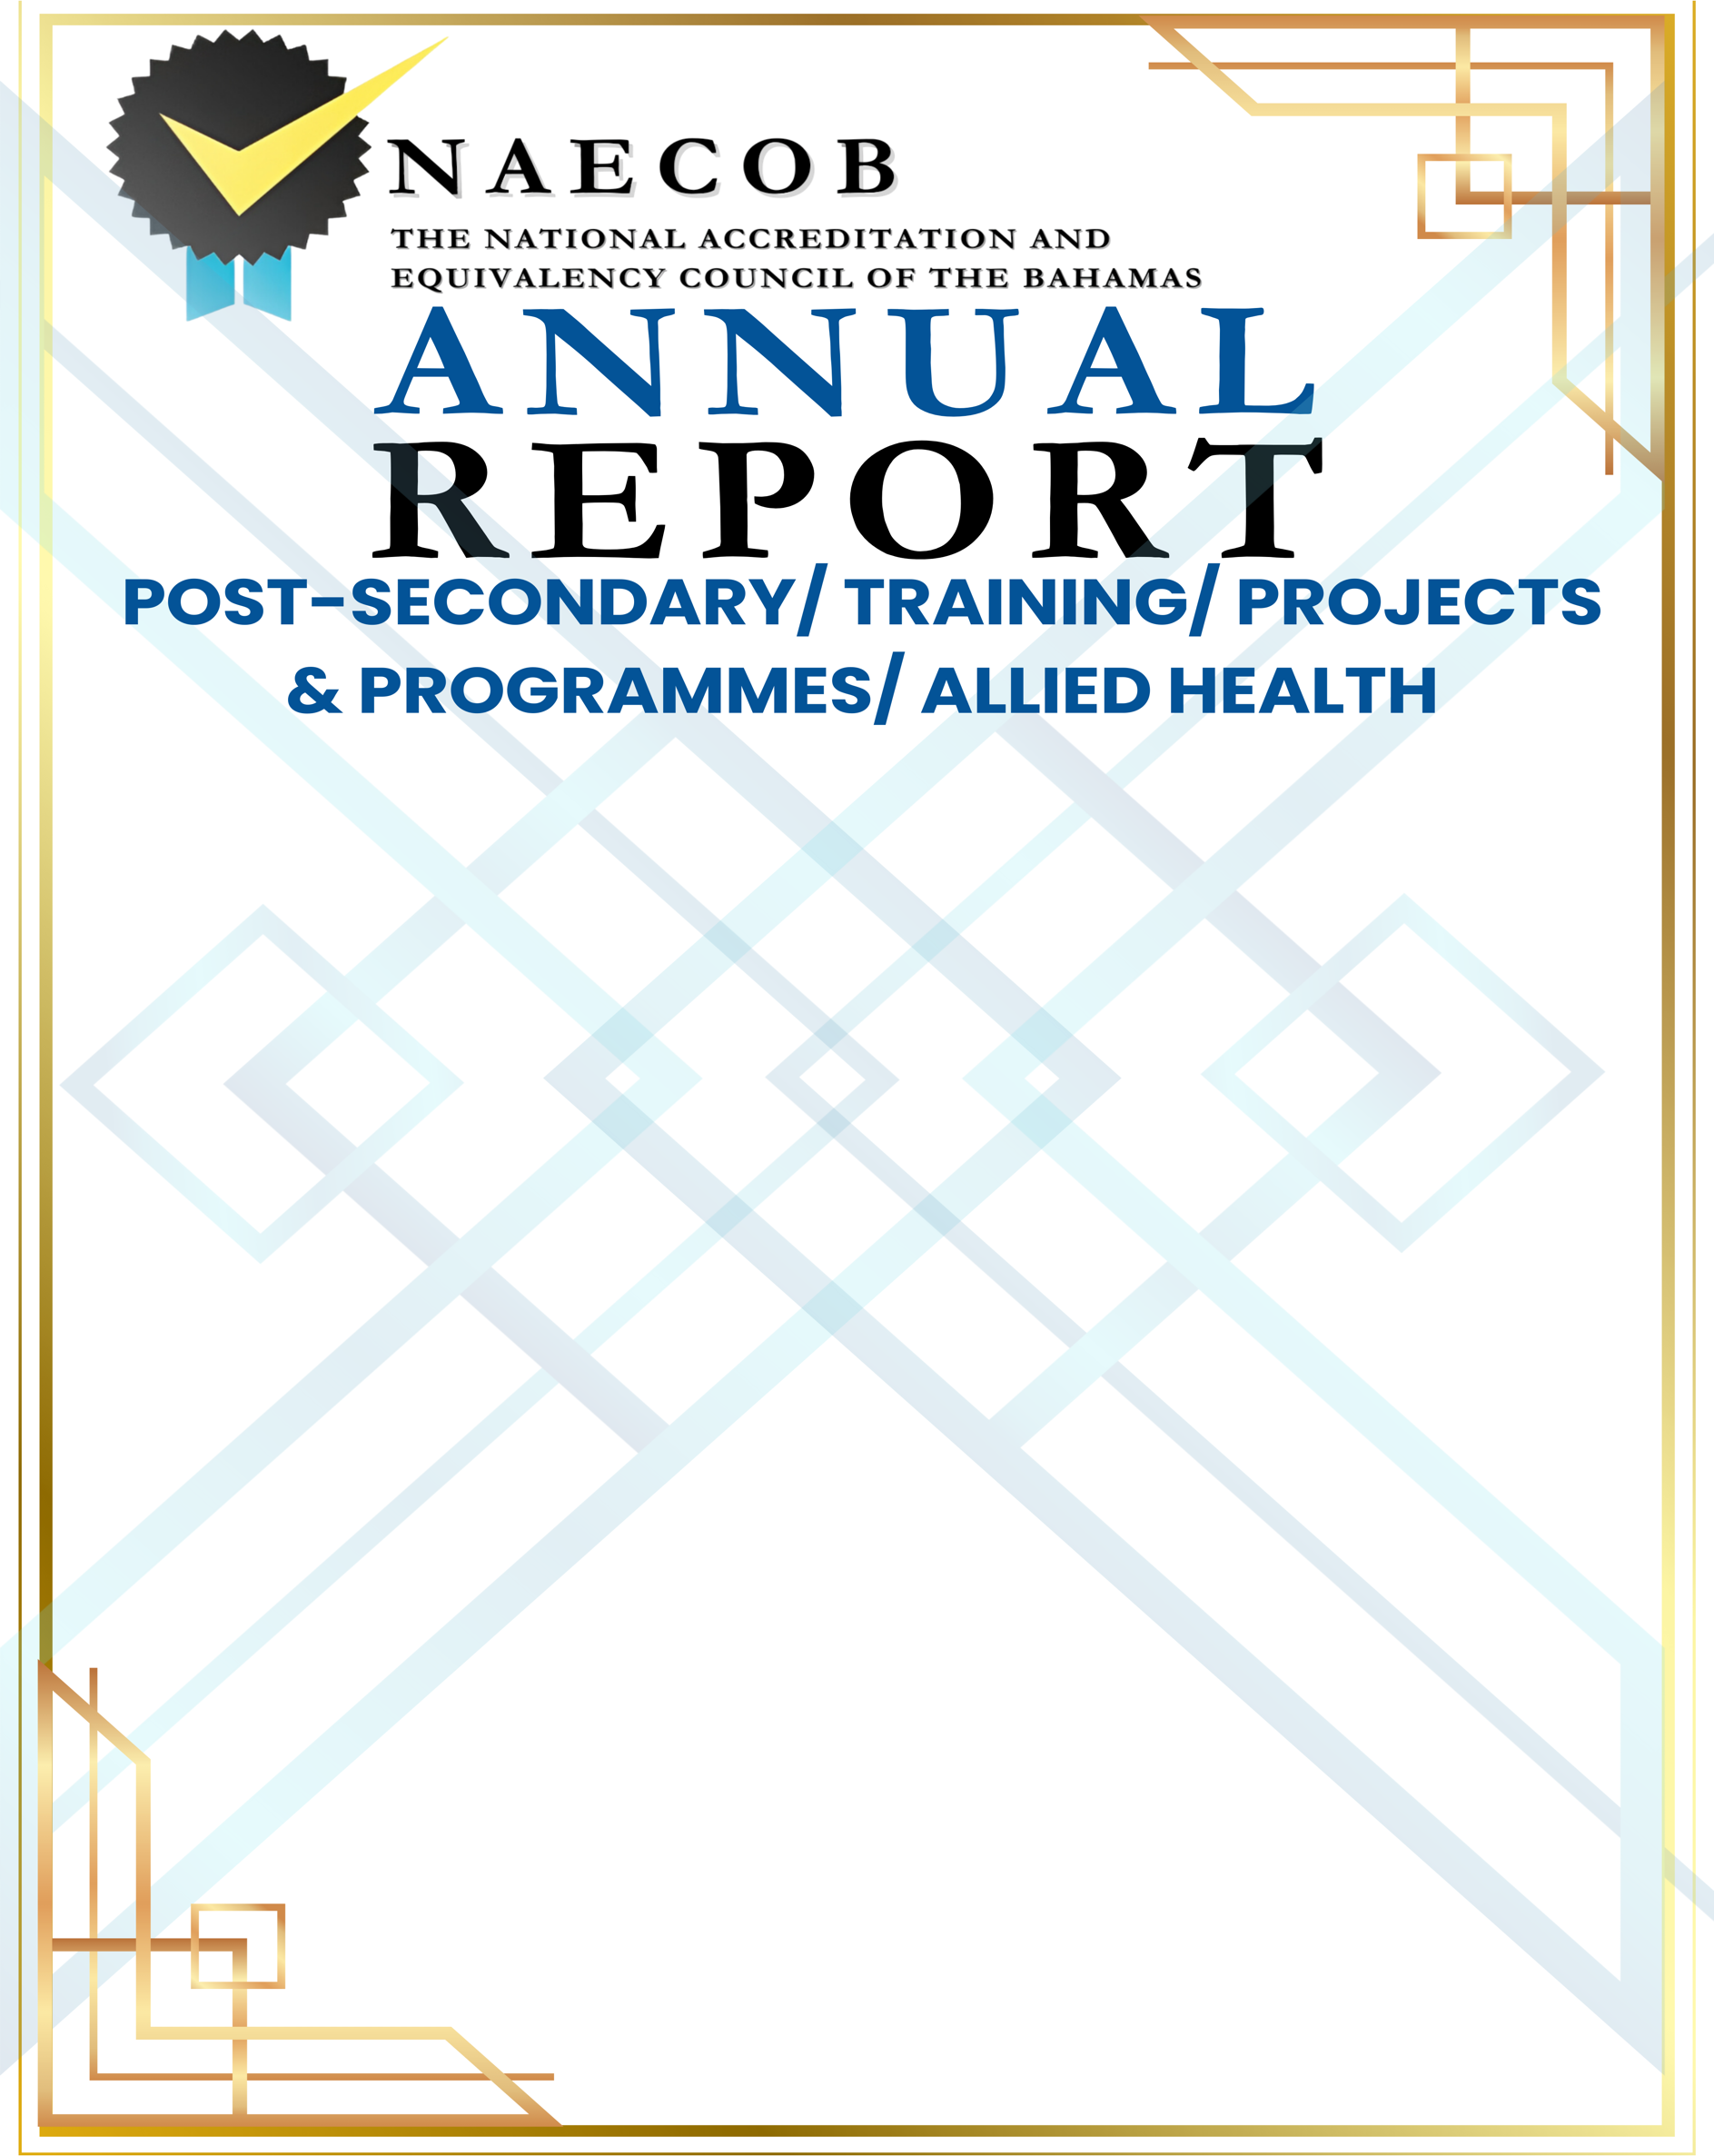 NAECOB
THE NATIONAL ACCREDITATION AND
EQUIVALENCY COUNCIL OF THE BAHAMAS
ANNUAL
REPORT
POST-SECONDARY/ TRAINING/ PROJECTS
& PROGRAMMES/ ALLIED HEALTH